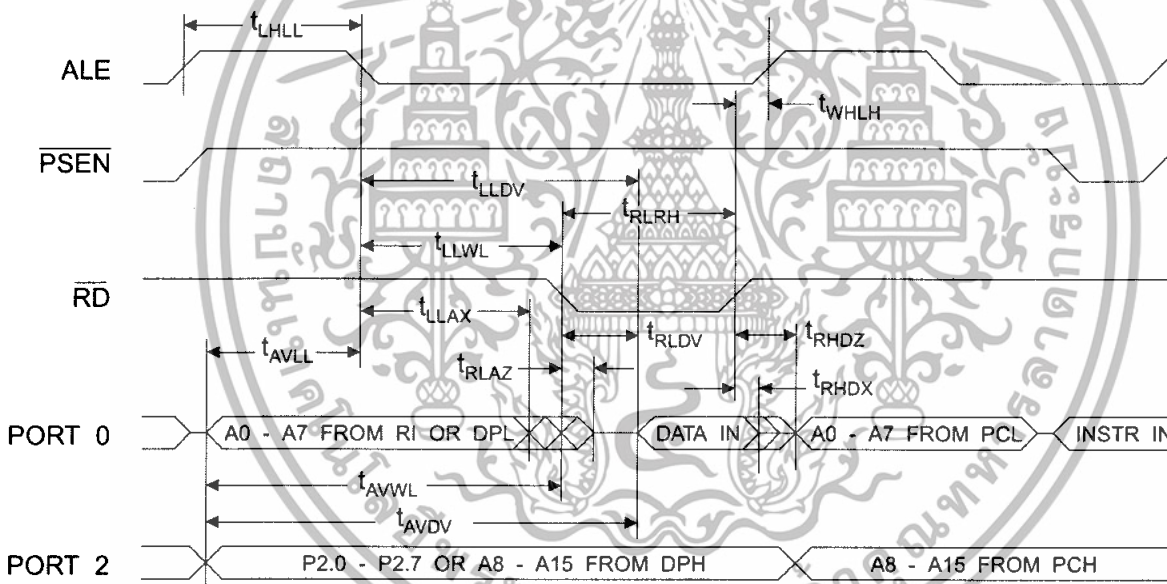 tLHLL
ALE
tWHLH
PSEN
tLLDV
tRLRH
tLLWL
RD
tLLAX
tRLDV
tRHDZ
tAVLL
tRLAZ
tRHDX
PORT 0
A0 - A7 FROM RI OR DPL
DATA IN
A0 - A7 FROM PCL
INSTR IN
tAVWL
tAVDV
PORT 2
P2.0 - P2.7 OR A8 - A15 FROM DPH
A8 - A15 FROM PCH